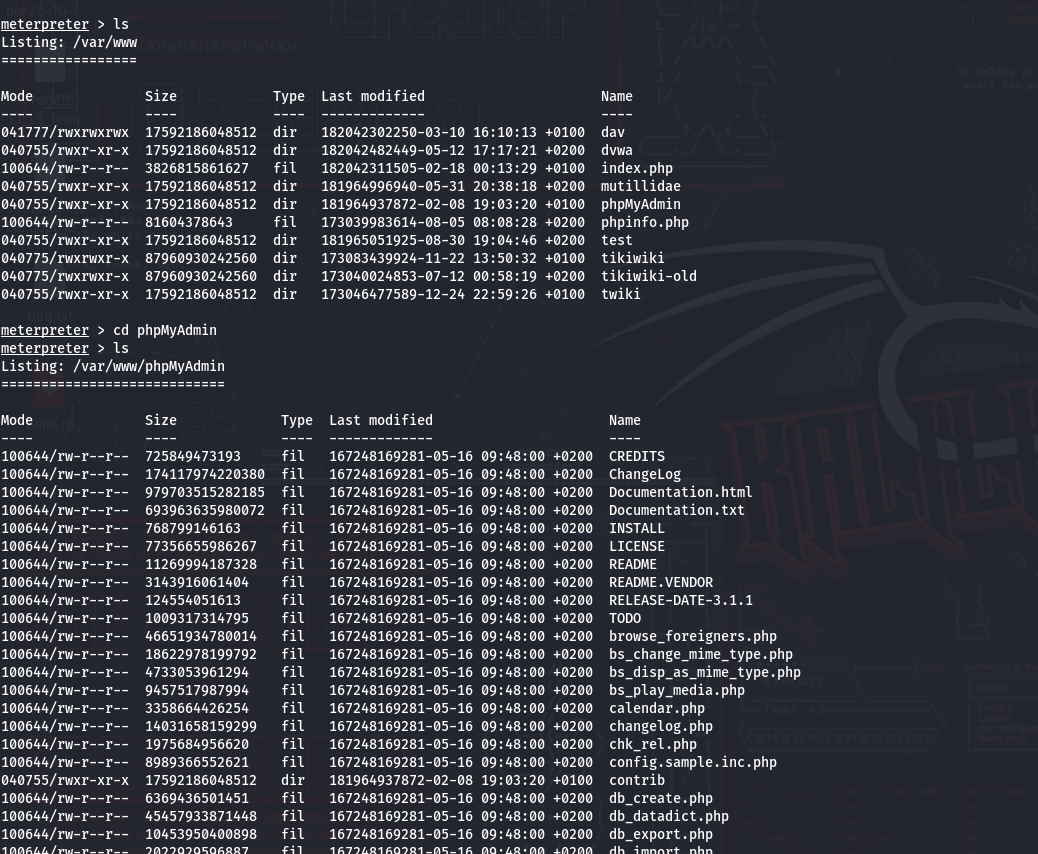 meterpreter > ls
Listing: /var/www
=================
Mode Size Type Last modified Name
---- ---- ---- ------------- ----
041777/rwxrwxrwx 17592186048512 dir 182042302250-03-10 16:10:13 +0100 dav
040755/rwxr-xr-x 17592186048512 dir 182042482449-05-12 17:17:21 +0200 dvwa
100644/rw-r--r-- 3826815861627 fil 182042311505-02-18 00:13:29 +0100 index.php
040755/rwxr-xr-x 17592186048512 dir 181964996940-05-31 20:38:18 +0200 mutillidae
040755/rwxr-xr-x 17592186048512 dir 181964937872-02-08 19:03:20 +0100 phpMyAdmin
100644/rw-r--r-- 81604378643 fil 173039983614-08-05 08:08:28 +0200 phpinfo.php
040755/rwxr-xr-x 17592186048512 dir 181965051925-08-30 19:04:46 +0200 test
040775/rwxrwxr-x 87960930242560 dir 173083439924-11-22 13:50:32 +0100 tikiwiki
040775/rwxrwxr-x 87960930242560 dir 173040024853-07-12 00:58:19 +0200 tikiwiki-old
040755/rwxr-xr-x 17592186048512 dir 173046477589-12-24 22:59:26 +0100 twiki
meterpreter > cd phpMyAdmin
meterpreter > ls
Listing: /var/www/phpMyAdmin
============================
Mode Size Type Last modified Name
---- ---- ---- ------------- ----
100644/rw-r--r-- 725849473193 fil 167248169281-05-16 09:48:00 +0200 CREDITS
100644/rw-r--r-- 174117974220380 fil 167248169281-05-16 09:48:00 +0200 ChangeLog
100644/rw-r--r-- 979703515282185 fil 167248169281-05-16 09:48:00 +0200 Documentation.html
100644/rw-r--r-- 693963635980072 fil 167248169281-05-16 09:48:00 +0200 Documentation.txt
100644/rw-r--r-- 768799146163 fil 167248169281-05-16 09:48:00 +0200 INSTALL
100644/rw-r--r-- 77356655986267 fil 167248169281-05-16 09:48:00 +0200 LICENSE
100644/rw-r--r-- 11269994187328 fil 167248169281-05-16 09:48:00 +0200 README
100644/rw-r--r-- 3143916061404 fil 167248169281-05-16 09:48:00 +0200 README.VENDOR
100644/rw-r--r-- 124554051613 fil 167248169281-05-16 09:48:00 +0200 RELEASE-DATE-3.1.1
100644/rw-r--r-- 1009317314795 fil 167248169281-05-16 09:48:00 +0200 TODO
100644/rw-r--r-- 46651934780014 fil 167248169281-05-16 09:48:00 +0200 browse_foreigners.php
100644/rw-r--r-- 18622978199792 fil 167248169281-05-16 09:48:00 +0200 bs_change_mime_type.php
100644/rw-r--r-- 4733053961294 fil 167248169281-05-16 09:48:00 +0200 bs_disp_as_mime_type.php
100644/rw-r--r-- 9457517987994 fil 167248169281-05-16 09:48:00 +0200 bs_play_media.php
100644/rw-r--r-- 3358664426254 fil 167248169281-05-16 09:48:00 +0200 calendar.php
100644/rw-r--r-- 14031658159299 fil 167248169281-05-16 09:48:00 +0200 changelog.php
100644/rw-r--r-- 1975684956620 fil 167248169281-05-16 09:48:00 +0200 chk_rel.php
100644/rw-r--r-- 8989366552621 fil 167248169281-05-16 09:48:00 +0200 config.sample.inc.php
040755/rwxr-xr-x 17592186048512 dir 181964937872-02-08 19:03:20 +0100 contrib
100644/rw-r--r-- 6369436501451 fil 167248169281-05-16 09:48:00 +0200 db_create.php
100644/rw-r--r-- 45457933871448 fil 167248169281-05-16 09:48:00 +0200 db_datadict.php
100644/rw-r--r-- 10453950400898 fil 167248169281-05-16 09:48:00 +0200 db_export.php
100644/rw-r--r-- 2022929596887 fil 167248169281-05-16 09:48:00 +0200 db_import.php